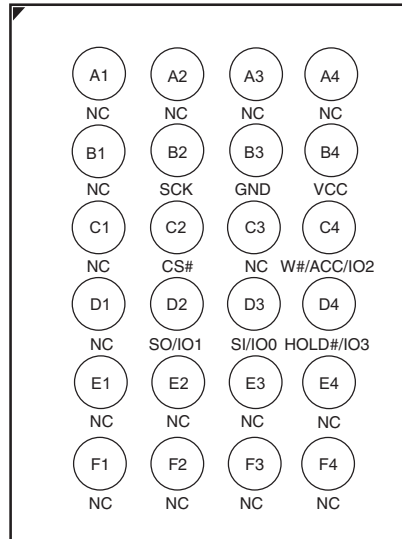 A1 A2 A3 A4
NC NC NC NC
B1 B2 B3 B4
NC SCK GND VCC
C1 C2 C3 C4
NC CS# NC W#/ACC/IO2
D1 D2 D3 D4
NC SO/IO1 SI/IO0 HOLD#/IO3
E1 E2 E3 E4
NC NC NC NC
F1 F2 F3 F4
NC NC NC NC